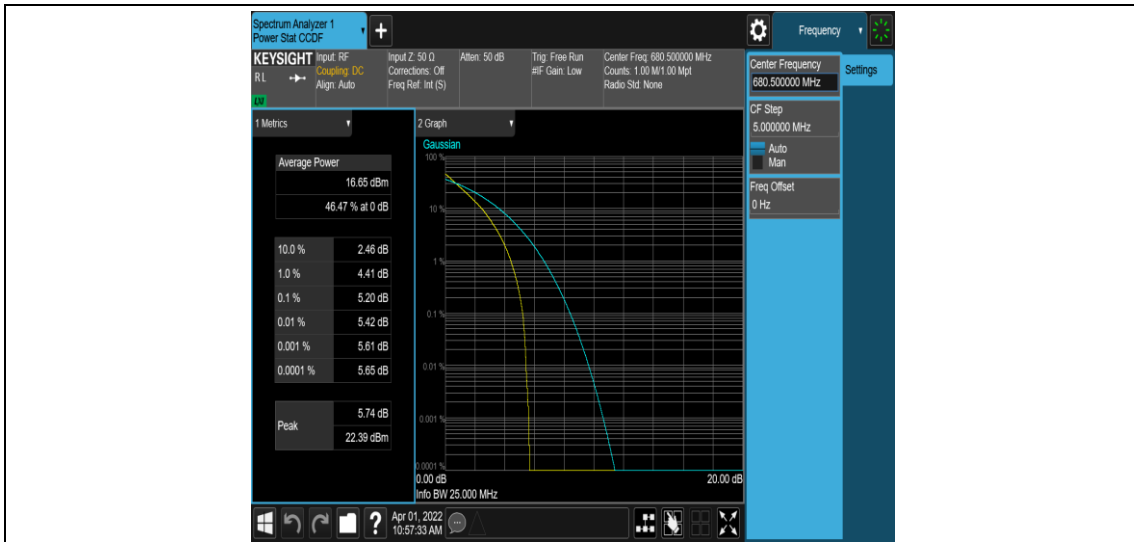 Spectrum Analyzer 1
Power Stat CCDF
+
Frequency
KEYSIGHT
RL
LXI
Input: RF
Coupling: DC
Align: Auto
Input Z: 50 Ω
Corrections: Off
Freq Ref: Int (S)
Atten: 50 dB
Trig: Free Run
#IF Gain: Low
Center Freq: 680.500000 MHz
Counts: 1.00 M/1.00 Mpt
Radio Std: None
Center Frequency
680.500000 MHz
Settings
CF Step
5.000000 MHz
Auto
Man
Freq Offset
0 Hz
1 Metrics
Average Power
16.65 dBm
46.47 % at 0 dB
10.0 % 2.46 dB
1.0 % 4.41 dB
0.1 % 5.20 dB
0.01 % 5.42 dB
0.001 % 5.61 dB
0.0001 % 5.65 dB
Peak
5.74 dB
22.39 dBm
2 Graph
Gaussian
100 %
10 %
1 %
0.1 %
0.01 %
0.001 %
0.0001 %
0.00 dB 20.00 dB
Info BW 25.000 MHz
?
Apr 01, 2022
10:57:33 AM